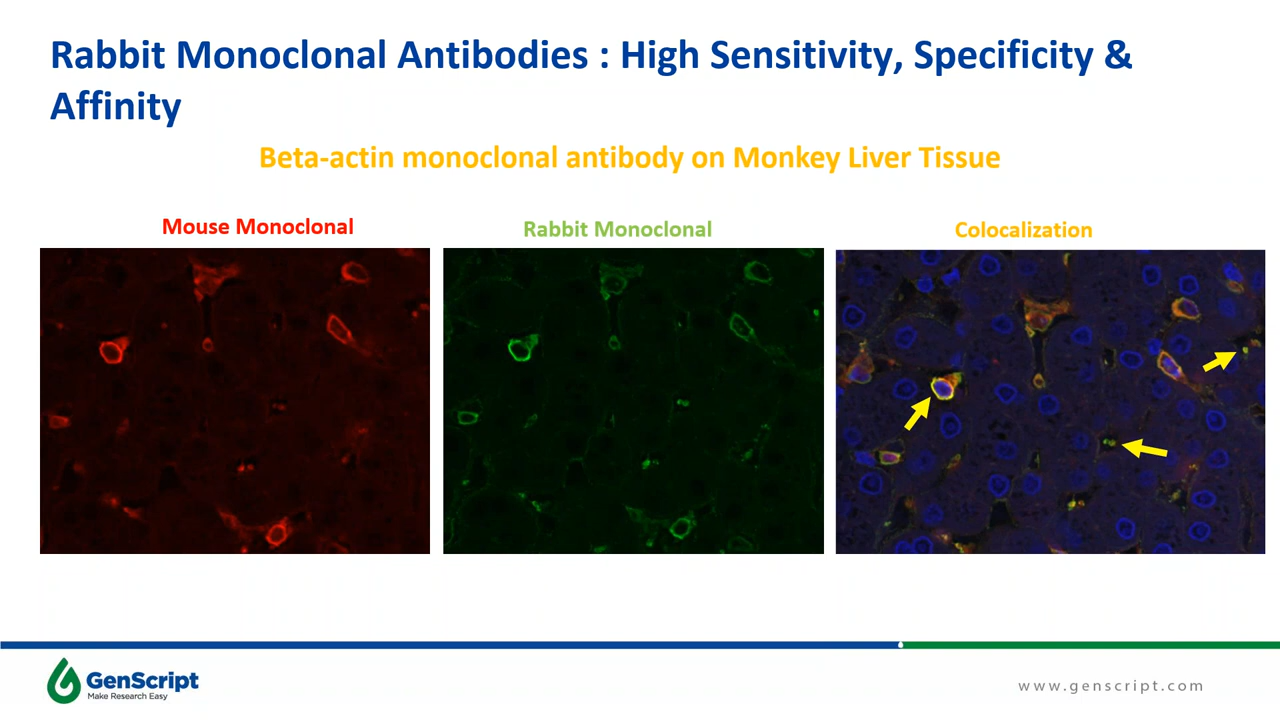 Rabbit Monoclonal Antibodies : High Sensitivity, Specificity &
Affinity
Beta-actin monoclonal antibody on Monkey Liver Tissue
Mouse Monoclonal
Rabbit Monoclonal
Colocalization
GenScript
Make Research Easy
www.genscript.com